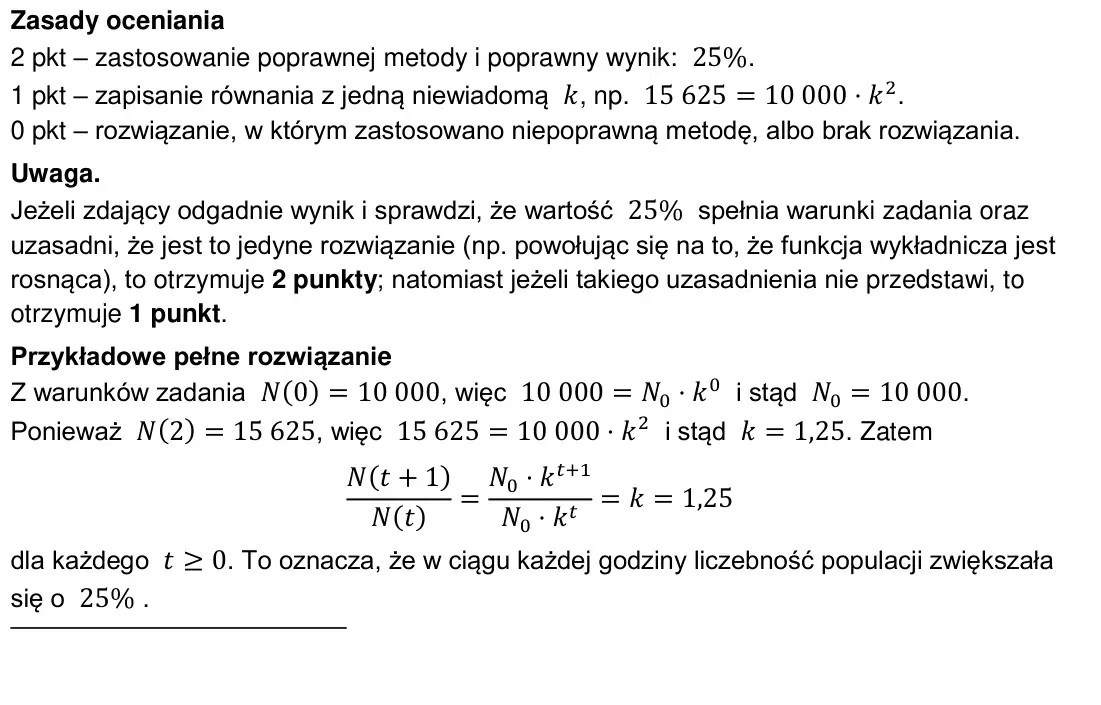 Zasady oceniania
2 pkt – zastosowanie poprawnej metody i poprawny wynik: 25%.
1 pkt – zapisanie równania z jedną niewiadomą k, np. 15 625 = 10 000 · k².
0 pkt – rozwiązanie, w którym zastosowano niepoprawną metodę, albo brak rozwiązania.
Uwaga.
Jeżeli zdający odgadnie wynik i sprawdzi, że wartość 25% spełnia warunki zadania oraz
uzasadni, że jest to jedyne rozwiązanie (np. powołując się na to, że funkcja wykładnicza jest
rosnąca), to otrzymuje 2 punkty; natomiast jeżeli takiego uzasadnienia nie przedstawi, to
otrzymuje 1 punkt.
Przykładowe pełne rozwiązanie
Z warunków zadania N(0) = 10 000, więc 10 000 = N₀ · k⁰ i stąd N₀ = 10 000.
Ponieważ N(2) = 15 625, więc 15 625 = 10 000 · k² i stąd k = 1,25. Zatem
N(t + 1)/N(t) = N₀ · kᵗ⁺¹/N₀ · kᵗ = k = 1,25
dla każdego t ≥ 0. To oznacza, że w ciągu każdej godziny liczebność populacji zwiększała
się o 25% .